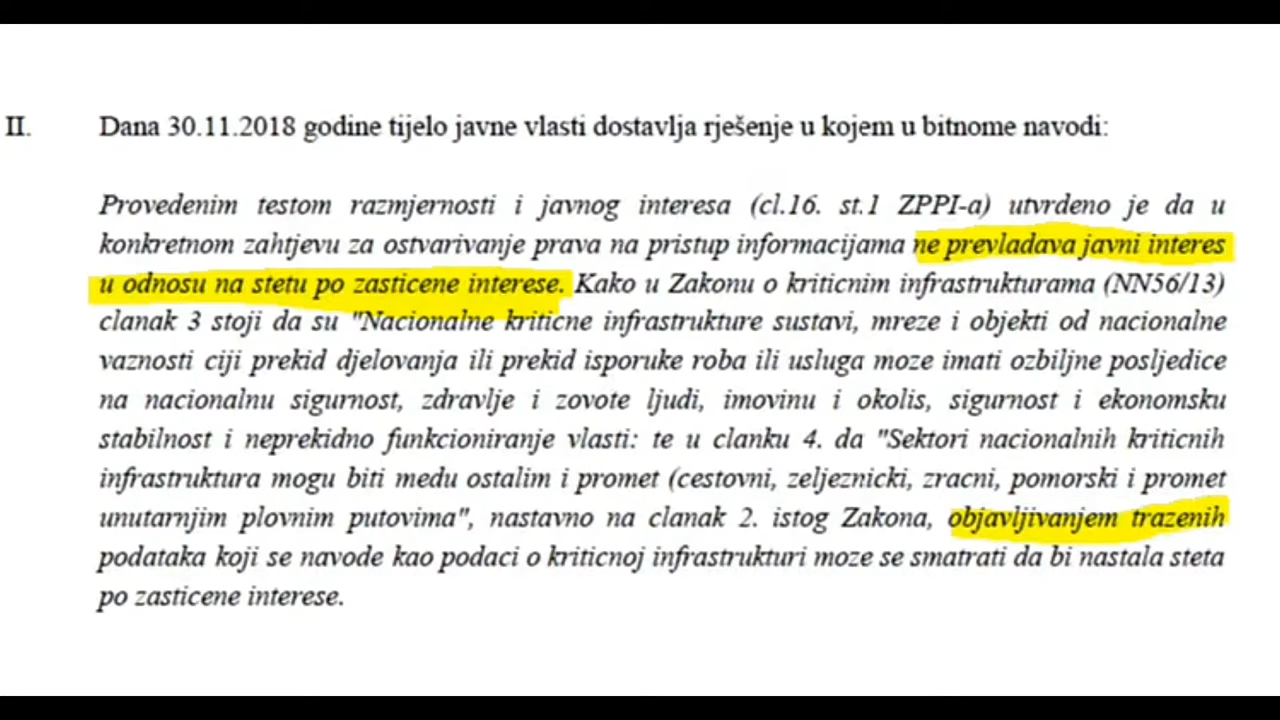 II. Dana 30.11.2018 godine tijelo javne vlasti dostavlja rješenje u kojem u bitnome navodi:
Provedenim testom razmjernosti i javnog interesa (cl.16. st.1 ZPPI-a) utvrdeno je da u
konkretnom zahtjevu za ostvarivanje prava na pristup informacijama ne prevladava javni interes
u odnosu na stetu po zasticene interese. Kako u Zakonu o kriticnim infrastrukturama (NN56/13)
clanak 3 stoji da su "Nacionalne kriticne infrastrukture sustavi, mreze i objekti od nacionalne
vaznosti ciji prekid djelovanja ili prekid isporuke roba ili usluga moze imati ozbiljne posljedice
na nacionalnu sigurnost, zdravlje i zovote ljudi, imovinu i okolis, sigurnost i ekonomsku
stabilnost i neprekidno funkcioniranje vlasti: te u clanku 4. da "Sektori nacionalnih kriticnih
infrastruktura mogu biti medu ostalim i promet (cestovni, zeljeznicki, zracni, pomorski i promet
unutarnjim plovnim putovima", nastavno na clanak 2. istog Zakona, objavljivanjem trazenih
podataka koji se navode kao podaci o kriticnoj infrastrukturi moze se smatrati da bi nastala steta
po zasticene interese.